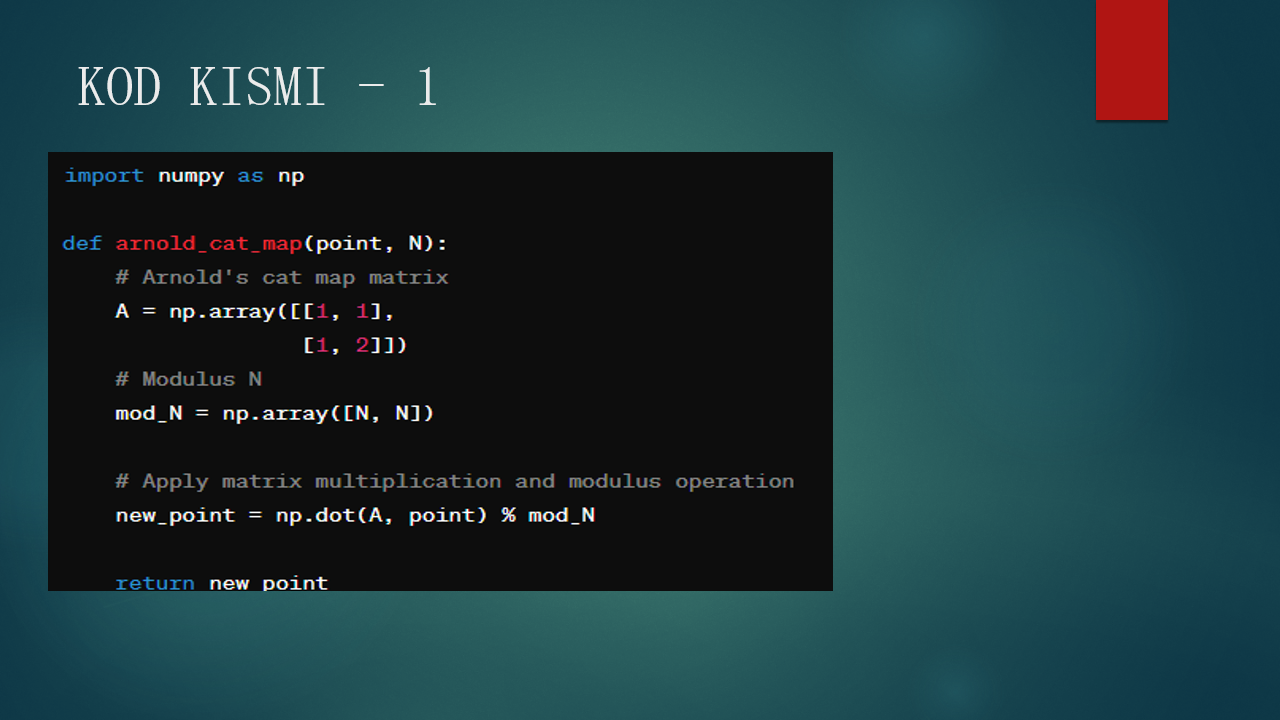 KOD KISMI - 1
import numpy as np
def arnold_cat_map(point, N):
    # Arnold's cat map matrix
    A = np.array([[1, 1],
                  [1, 2]])
    # Modulus N
    mod_N = np.array([N, N])
    # Apply matrix multiplication and modulus operation
    new_point = np.dot(A, point) % mod_N
    return new_point